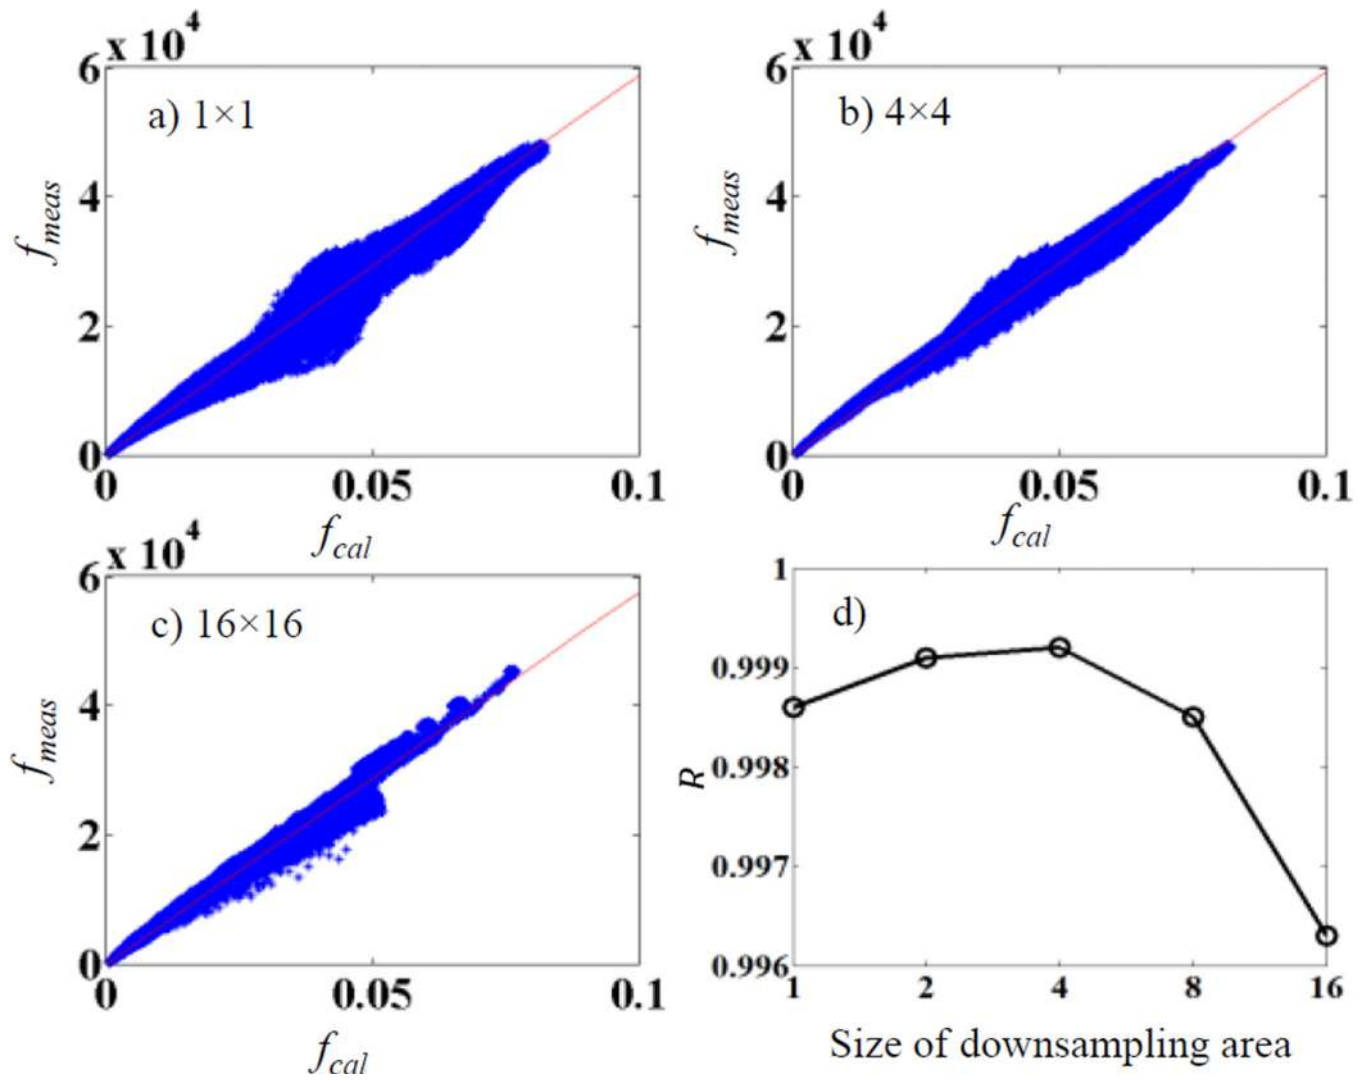 x 10⁴
6
a) 1×1
4
f_meas
2
0
0 0.05 0.1
f_cal
x 10⁴
6
b) 4×4
4
f_meas
2
0
0 0.05 0.1
f_cal
x 10⁴
6
c) 16×16
4
f_meas
2
0
0 0.05 0.1
f_cal
1
d)
0.999
R
0.998
0.997
0.996
1 2 4 8 16
Size of downsampling area